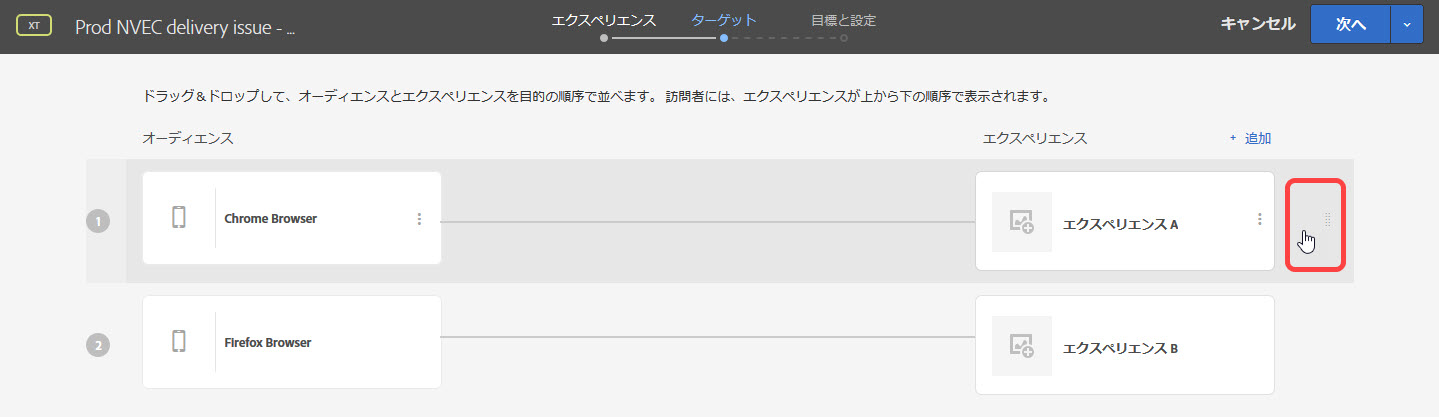 XT
Prod NVEC delivery issue - ...
エクスペリエンス
ターゲット
目標と設定
キャンセル
次へ
ドラッグ＆ドロップして、オーディエンスとエクスペリエンスを目的の順序で並べます。 訪問者には、エクスペリエンスが上から下の順序で表示されます。
オーディエンス
エクスペリエンス
+ 追加
1
Chrome Browser
エクスペリエンス A
2
Firefox Browser
エクスペリエンス B